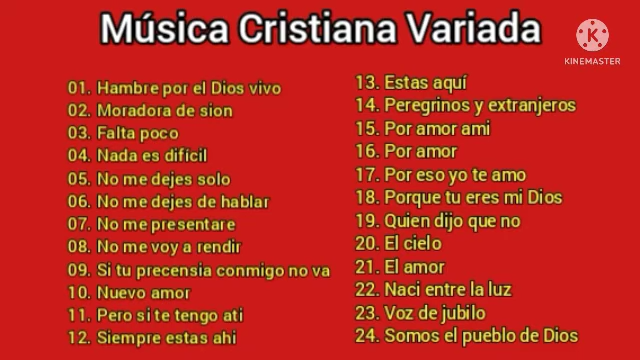 Música Cristiana Variada
KINEMASTER
01. Hambre por el Dios vivo
02. Moradora de sion
03. Falta poco
04. Nada es difícil
05. No me dejes solo
06. No me dejes de hablar
07. No me presentare
08. No me voy a rendir
09. Si tu precensia conmigo no va
10. Nuevo amor
11. Pero si te tengo ati
12. Siempre estas ahi
13. Estas aquí
14. Peregrinos y extranjeros
15. Por amor ami
16. Por amor
17. Por eso yo te amo
18. Porque tu eres mi Dios
19. Quien dijo que no
20. El cielo
21. El amor
22. Naci entre la luz
23. Voz de jubilo
24. Somos el pueblo de Dios